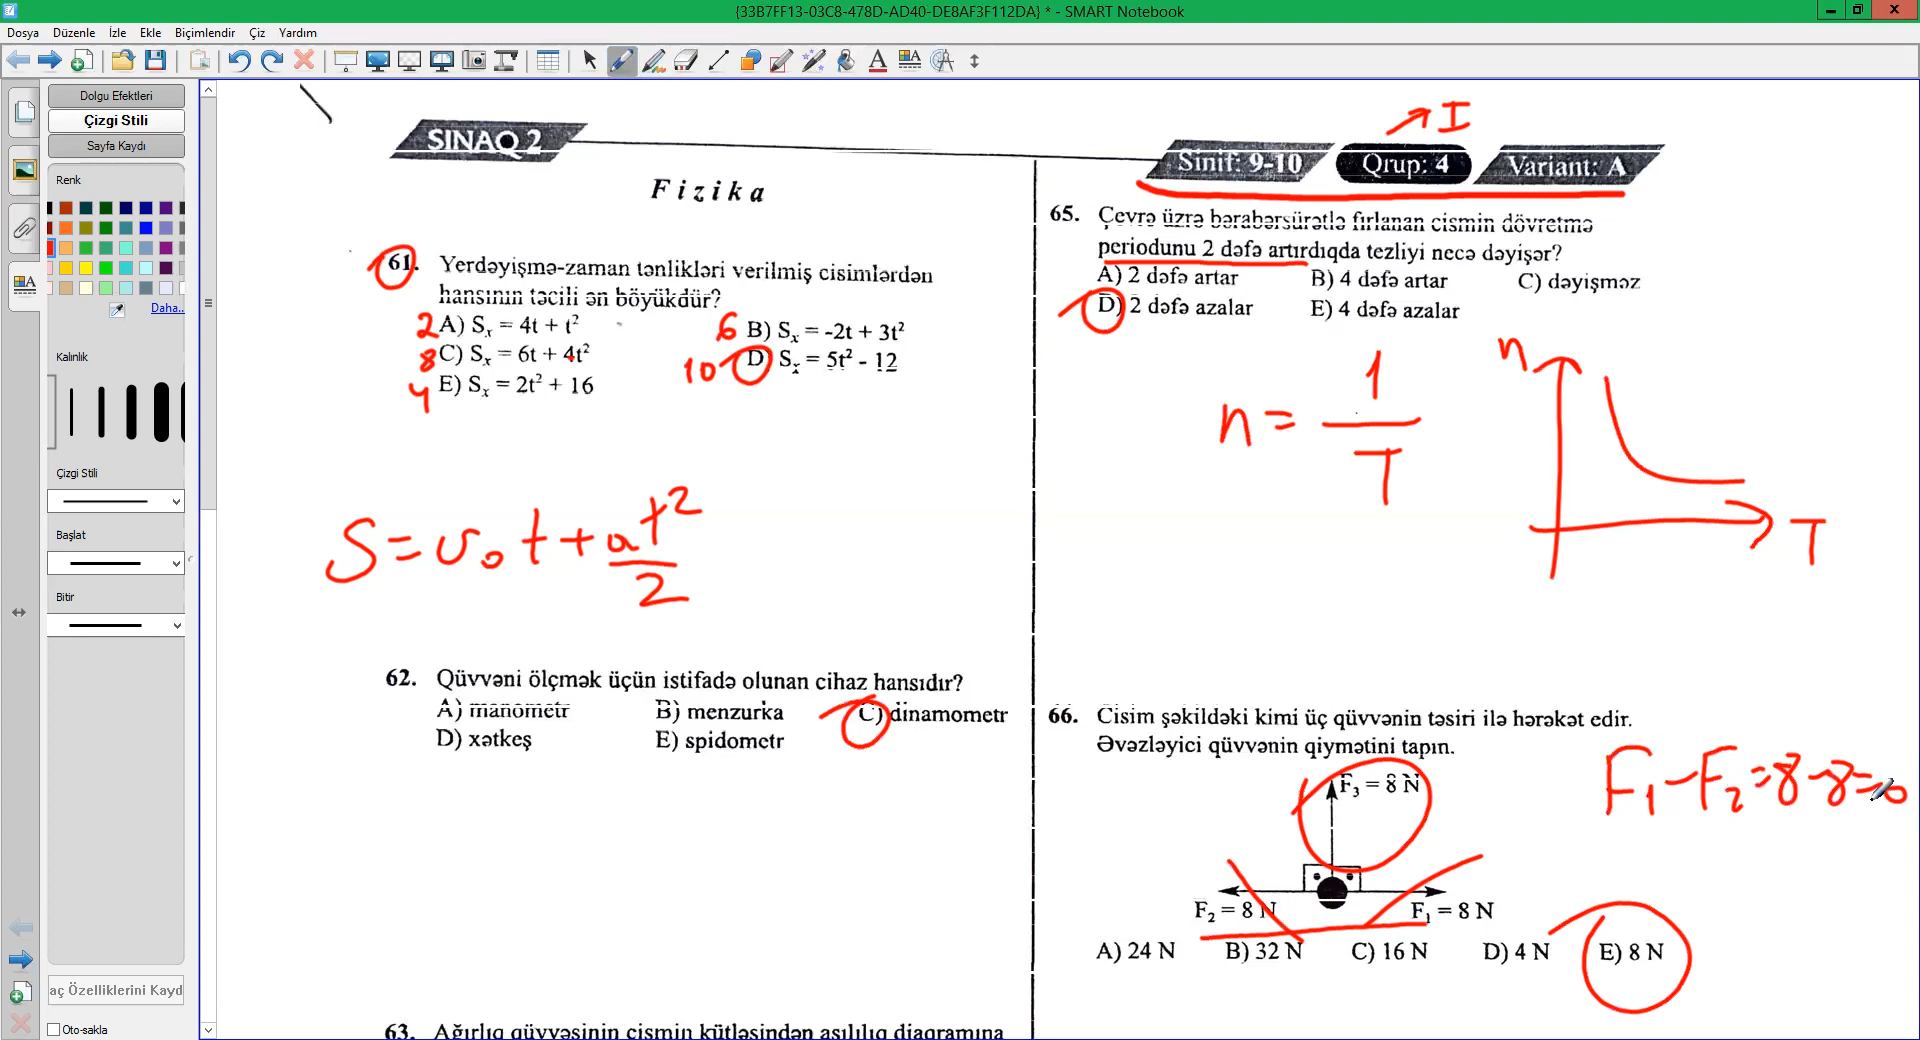 {33B7FF13-03C8-478D-AD40-DE8AF3F112DA} * - SMART Notebook
Dosya Düzenle İzle Ekle Biçimlendir Çiz Yardım
Dolgu Efektleri
Çizgi Stili
Sayfa Kaydı
Renk
Daha..
Kalınlık
Çizgi Stili
Başlat
Bitir
aç Özelliklerini Kayd
Oto-sakla
SINAQ 2
Fizika
61. Yerdəyişmə-zaman tənlikləri verilmiş cisimlərdən
hansının təcili ən böyükdür?
2 A) Sₓ = 4t + t² 6 B) Sₓ = -2t + 3t²
8 C) Sₓ = 6t + 4t² 10 D) Sₓ = 5t² - 12
4 E) Sₓ = 2t² + 16
S = υ₀t + at²/2
62. Qüvvəni ölçmək üçün istifadə olunan cihaz hansıdır?
A) manometr B) menzurka C) dinamometr
D) xətkeş E) spidometr
63. Ağırlıq qüvvəsinin cismin kütləsindən asılılıq diaqramına
I
Sinif: 9-10 Qrup: 4 Variant: A
65. Çevrə üzrə bərabərsürətlə fırlanan cismin dövretmə
periodunu 2 dəfə artırdıqda tezliyi necə dəyişər?
A) 2 dəfə artar B) 4 dəfə artar C) dəyişməz
D) 2 dəfə azalar E) 4 dəfə azalar
n = 1/T
n
T
66. Cisim şəkildəki kimi üç qüvvənin təsiri ilə hərəkət edir.
Əvəzləyici qüvvənin qiymətini tapın.
F₁ - F₂ = 8 - 8 = 0
F₃ = 8 N
F₂ = 8 N F₁ = 8 N
A) 24 N B) 32 N C) 16 N D) 4 N E) 8 N